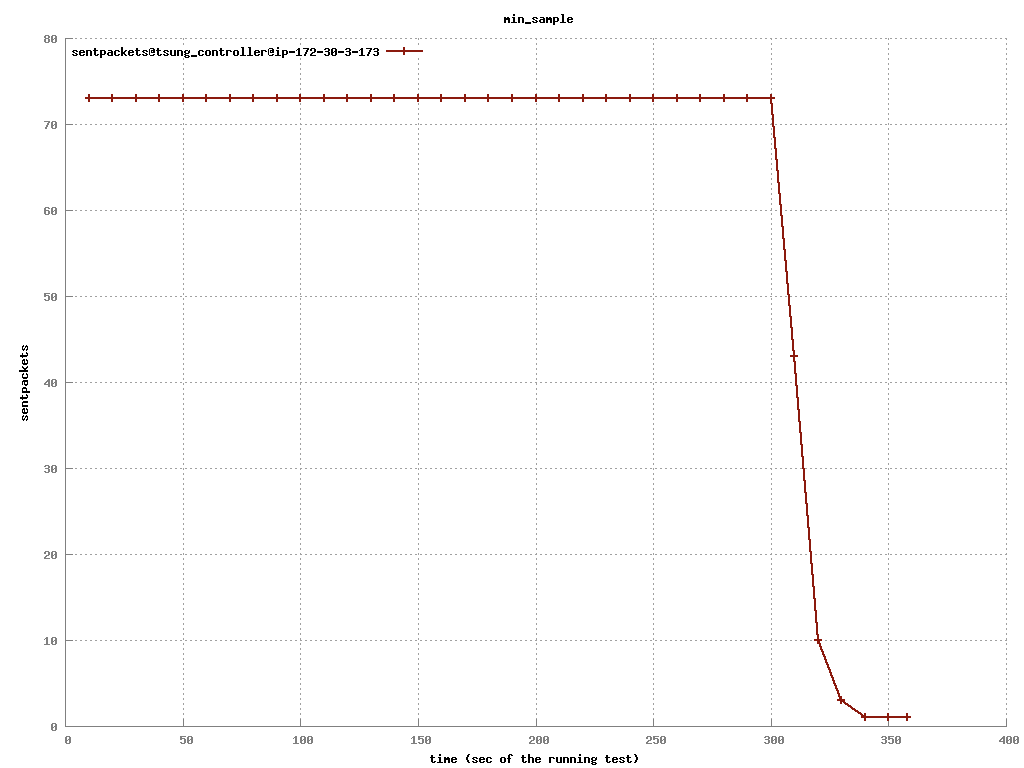 min_sample
sentpackets@tsung_controller@ip-172-30-3-173
80
70
60
50
40
30
20
10
0
sentpackets
0 50 100 150 200 250 300 350 400
time (sec of the running test)